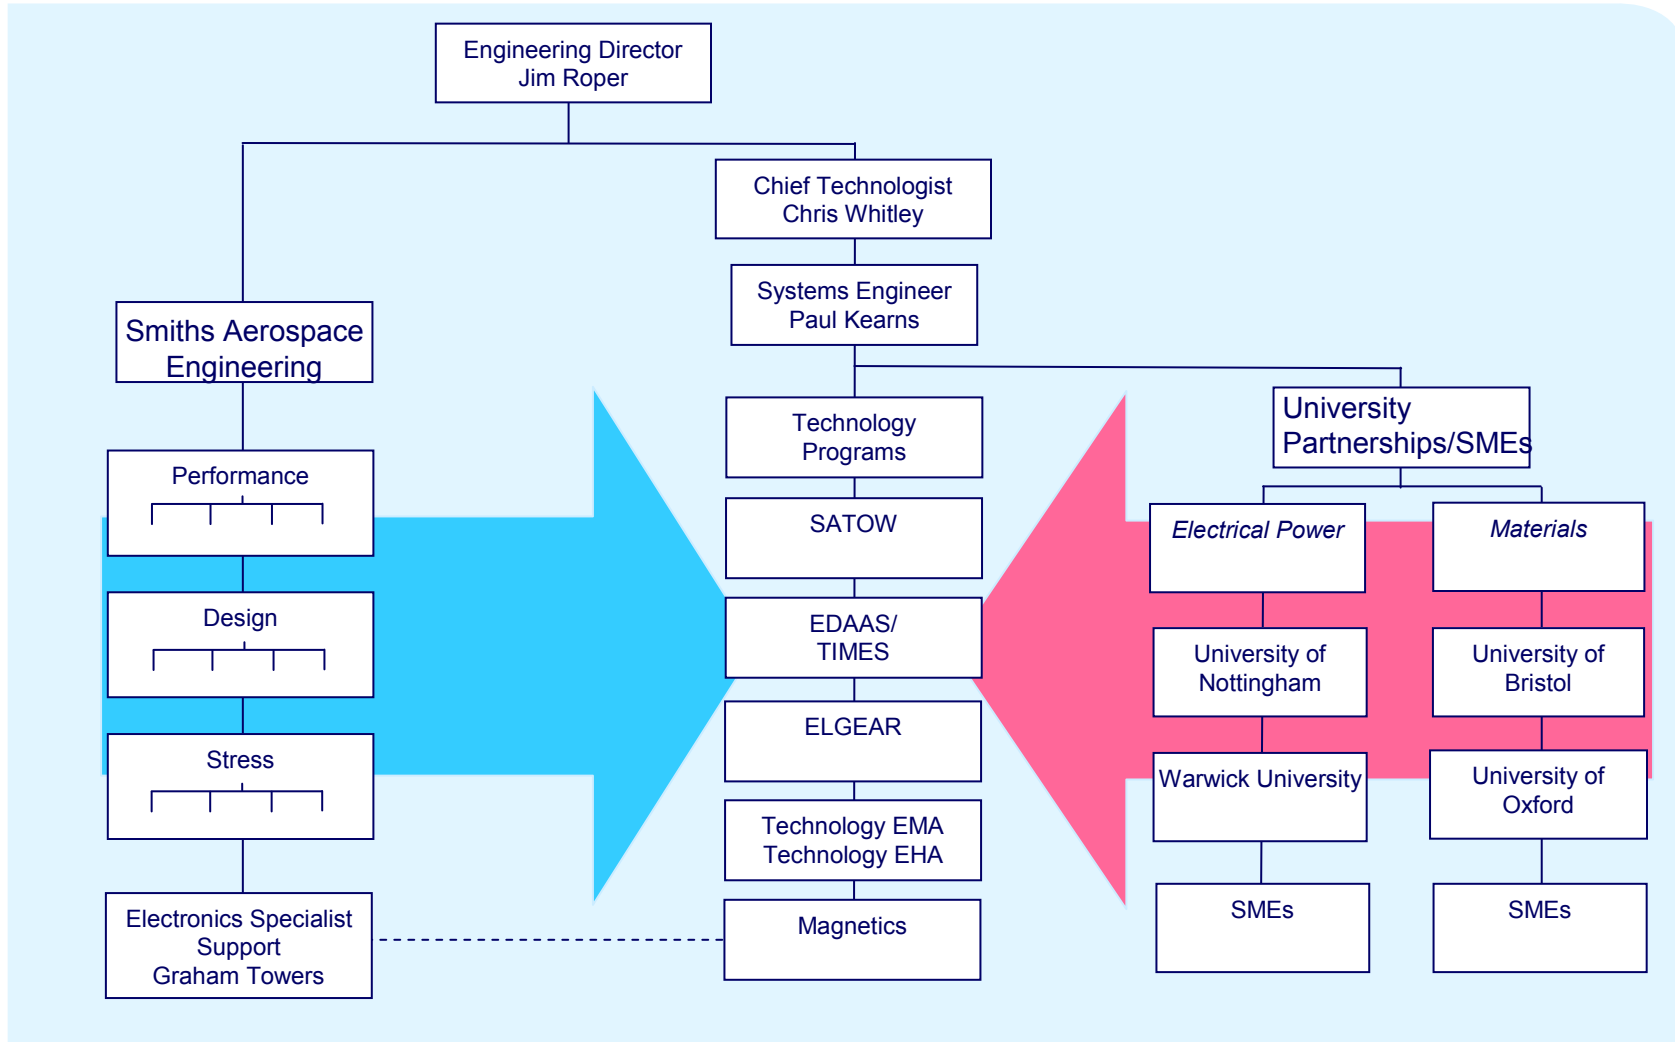 Engineering Director
Jim Roper
Chief Technologist
Chris Whitley
Systems Engineer
Paul Kearns
Smiths Aerospace
Engineering
Performance
Design
Stress
Electronics Specialist
Support
Graham Towers
Technology
Programs
SATOW
EDAAS/
TIMES
ELGEAR
Technology EMA
Technology EHA
Magnetics
University
Partnerships/SMEs
Electrical Power
University of
Nottingham
Warwick University
SMEs
Materials
University of
Bristol
University of
Oxford
SMEs